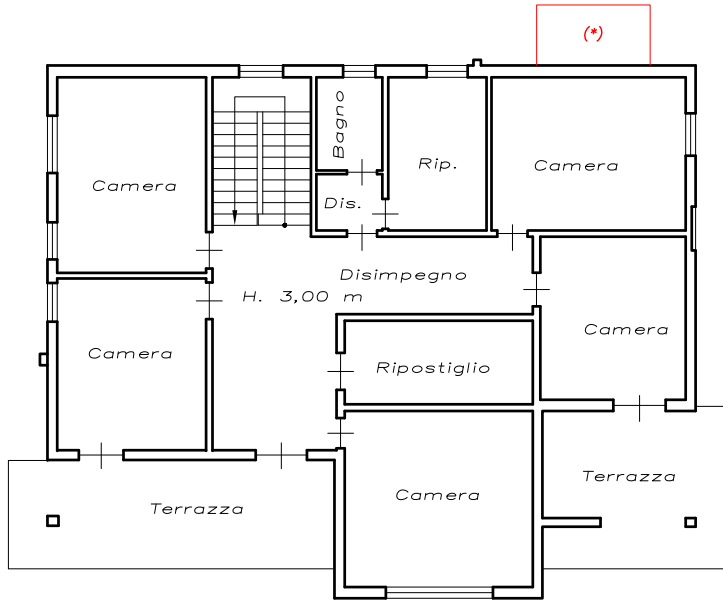 (*)
Bagno
Camera
Rip.
Camera
Dis.
Disimpegno
H. 3,00 m
Camera
Camera
Ripostiglio
Terrazza
Camera
Terrazza